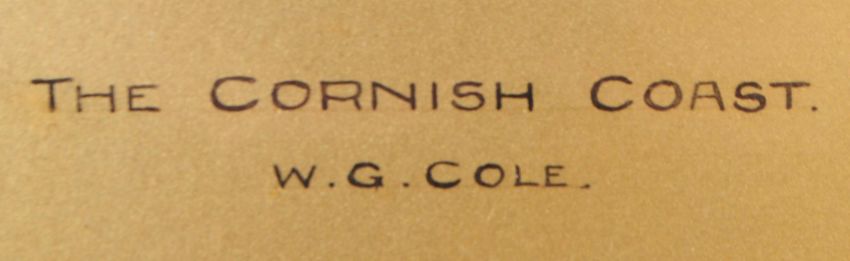 THE CORNISH COAST.
W.G.COLE.